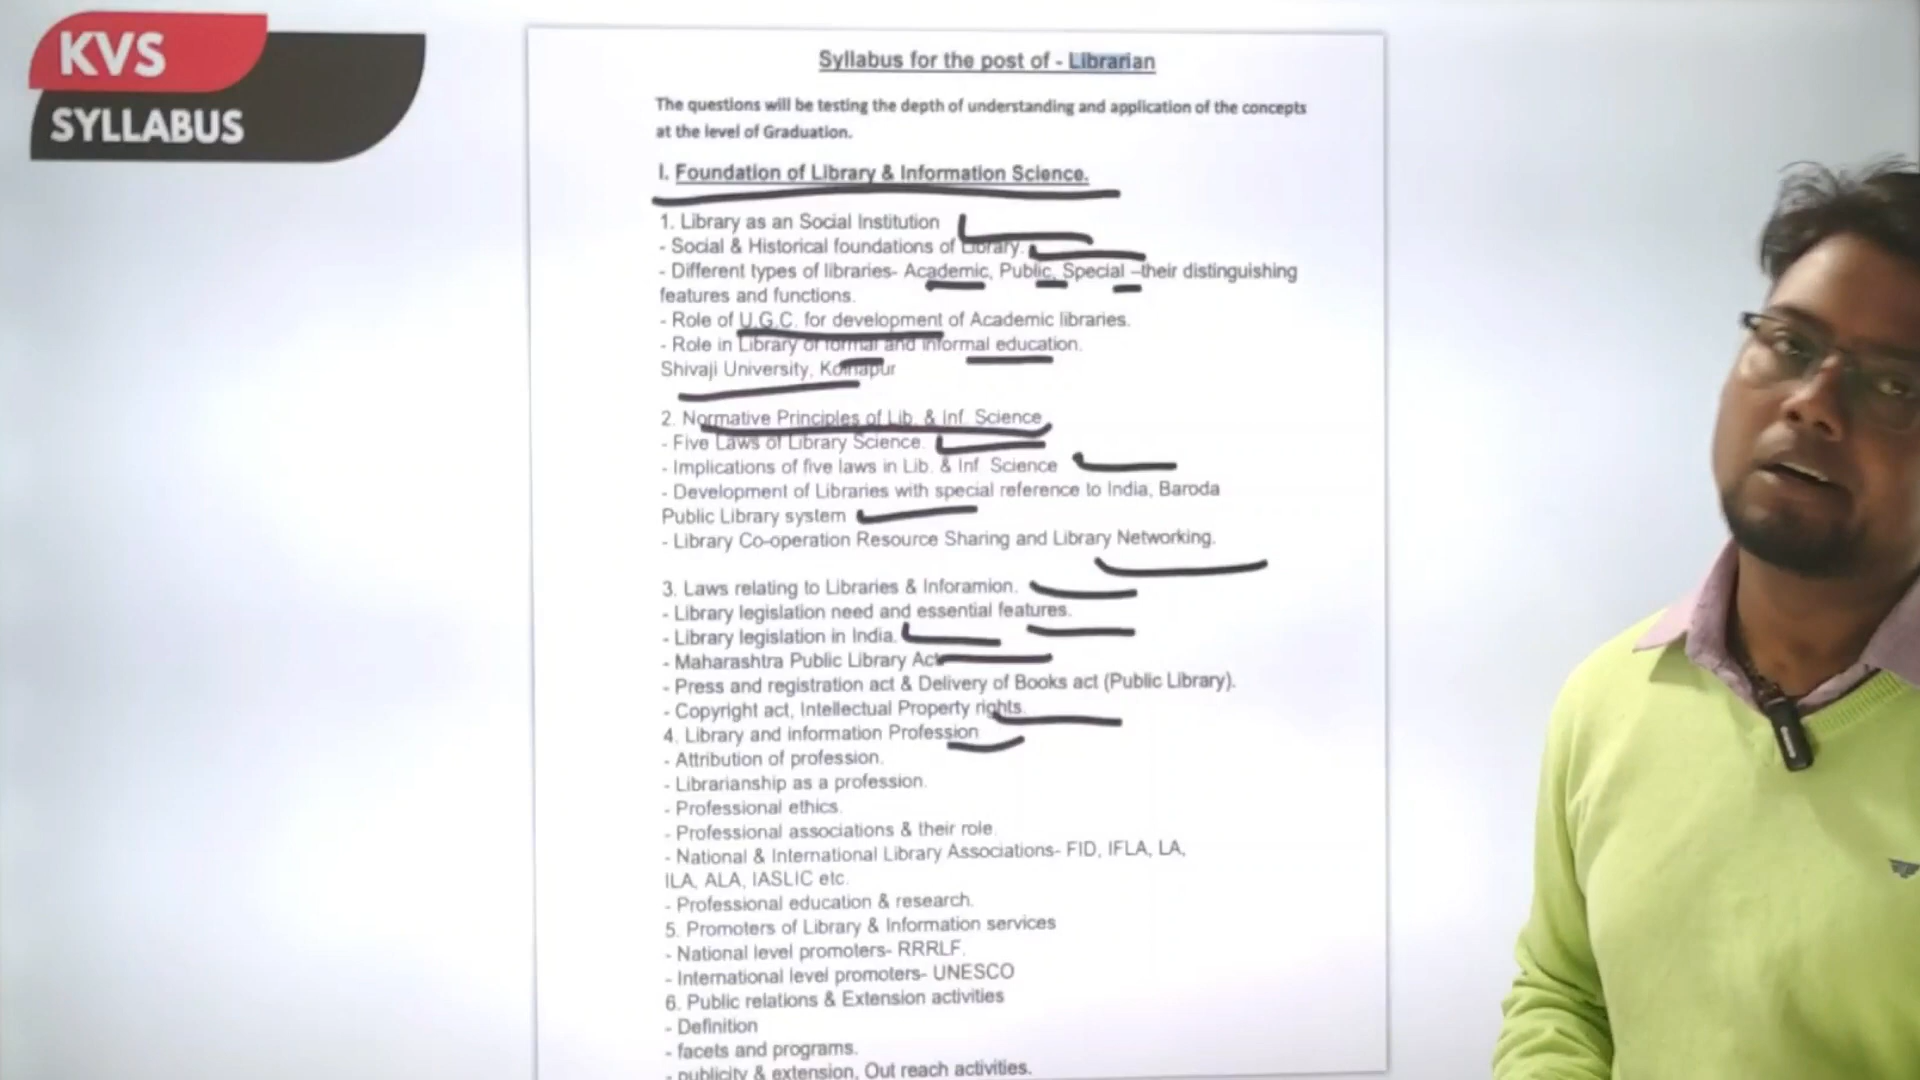 KVS
SYLLABUS
Syllabus for the post of - Librarian
The questions will be testing the depth of understanding and application of the concepts
at the level of Graduation.
I. Foundation of Library & Information Science.
1. Library as an Social Institution
- Social & Historical foundations of Library.
- Different types of libraries- Academic, Public, Special –their distinguishing
features and functions.
- Role of U.G.C. for development of Academic libraries.
- Role in Library of formal and informal education.
Shivaji University, Kolhapur
2. Normative Principles of Lib. & Inf. Science
- Five Laws of Library Science.
- Implications of five laws in Lib. & Inf. Science
- Development of Libraries with special reference to India, Baroda
Public Library system
- Library Co-operation Resource Sharing and Library Networking.
3. Laws relating to Libraries & Inforamion.
- Library legislation need and essential features.
- Library legislation in India.
- Maharashtra Public Library Act
- Press and registration act & Delivery of Books act (Public Library).
- Copyright act, Intellectual Property rights.
4. Library and information Profession
- Attribution of profession.
- Librarianship as a profession.
- Professional ethics.
- Professional associations & their role.
- National & International Library Associations- FID, IFLA, LA,
ILA, ALA, IASLIC etc.
- Professional education & research.
5. Promoters of Library & Information services
- National level promoters- RRRLF.
- International level promoters- UNESCO
6. Public relations & Extension activities
- Definition
- facets and programs.
- publicity & extension, Out reach activities.